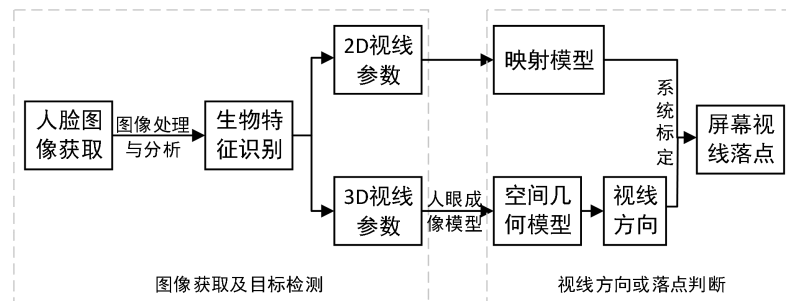 人脸图
像获取
图像处理
与分析
生物特
征识别
2D视线
参数
3D视线
参数
人眼成
像模型
映射模型
空间几
何模型
视线
方向
系统标定
屏幕视
线落点
图像获取及目标检测
视线方向或落点判断